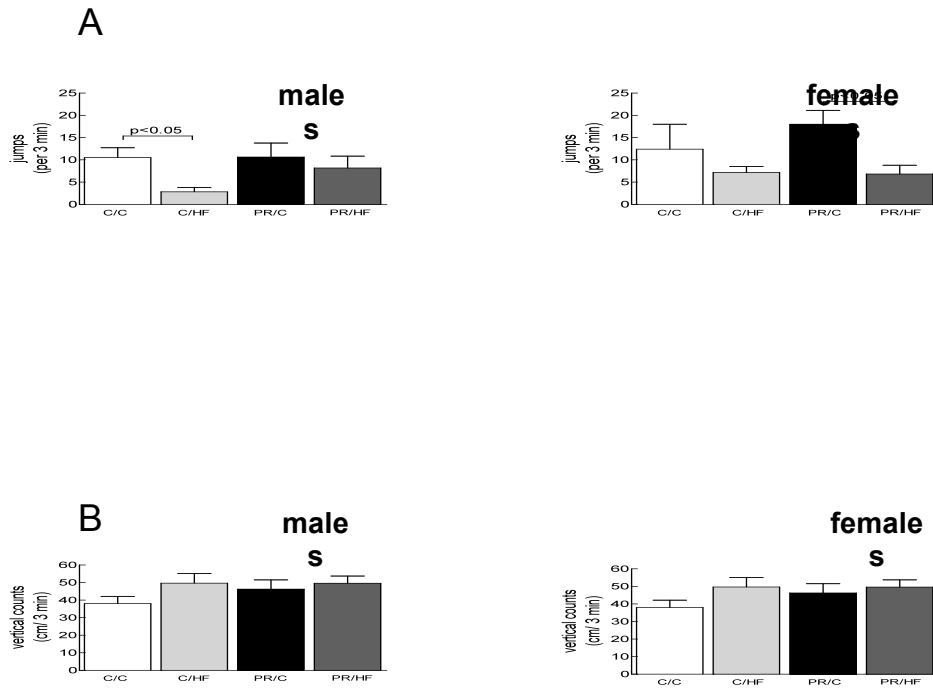 A
male
s
25
20
15
10
5
0
jumps
(per 3 min)
p<0.05
C/C C/HF PR/C PR/HF
female
s
25
20
15
10
5
0
jumps
(per 3 min)
p<0.05
C/C C/HF PR/C PR/HF
B
male
s
60
50
40
30
20
10
0
vertical counts
(cm/ 3 min)
C/C C/HF PR/C PR/HF
female
s
60
50
40
30
20
10
0
vertical counts
(cm/ 3 min)
C/C C/HF PR/C PR/HF